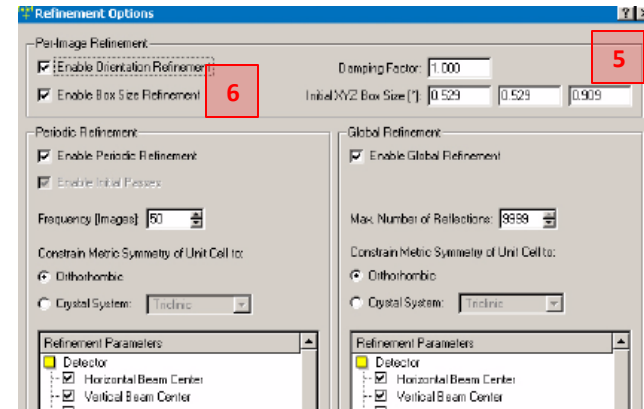 Refinement Options
Per-Image Refinement
Enable Orientation Refinement
Damping Factor: 1.000
5
Enable Box Size Refinement
6
Initial XYZ Box Size [°]: 0.529 0.529 0.909
Periodic Refinement
Global Refinement
Enable Periodic Refinement
Enable Global Refinement
Enable Initial Passes
Frequency [Images]: 50
Max. Number of Reflections: 9999
Constrain Metric Symmetry of Unit Cell to:
Constrain Metric Symmetry of Unit Cell to:
Orthorhombic
Orthorhombic
Crystal System: Triclinic
Crystal System: Triclinic
Refinement Parameters
Refinement Parameters
Detector
Detector
Horizontal Beam Center
Horizontal Beam Center
Vertical Beam Center
Vertical Beam Center